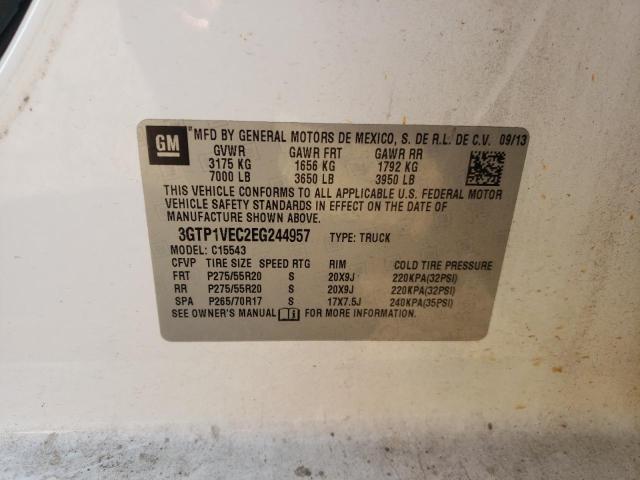 GM
MFD BY GENERAL MOTORS DE MEXICO, S. DE R.L. DE C.V. 09/13
GVWR GAWR FRT GAWR RR
3175 KG 1656 KG 1792 KG
7000 LB 3650 LB 3950 LB
THIS VEHICLE CONFORMS TO ALL APPLICABLE U.S. FEDERAL MOTOR
VEHICLE SAFETY STANDARDS IN EFFECT ON THE DATE OF
MANUFACTURE SHOWN ABOVE.
3GTP1VEC2EG244957 TYPE: TRUCK
MODEL: C15543
CFVP TIRE SIZE SPEED RTG RIM COLD TIRE PRESSURE
FRT P275/55R20 S 20X9J 220KPA(32PSI)
RR P275/55R20 S 20X9J 220KPA(32PSI)
SPA P265/70R17 S 17X7.5J 240KPA(35PSI)
SEE OWNER'S MANUAL FOR MORE INFORMATION.